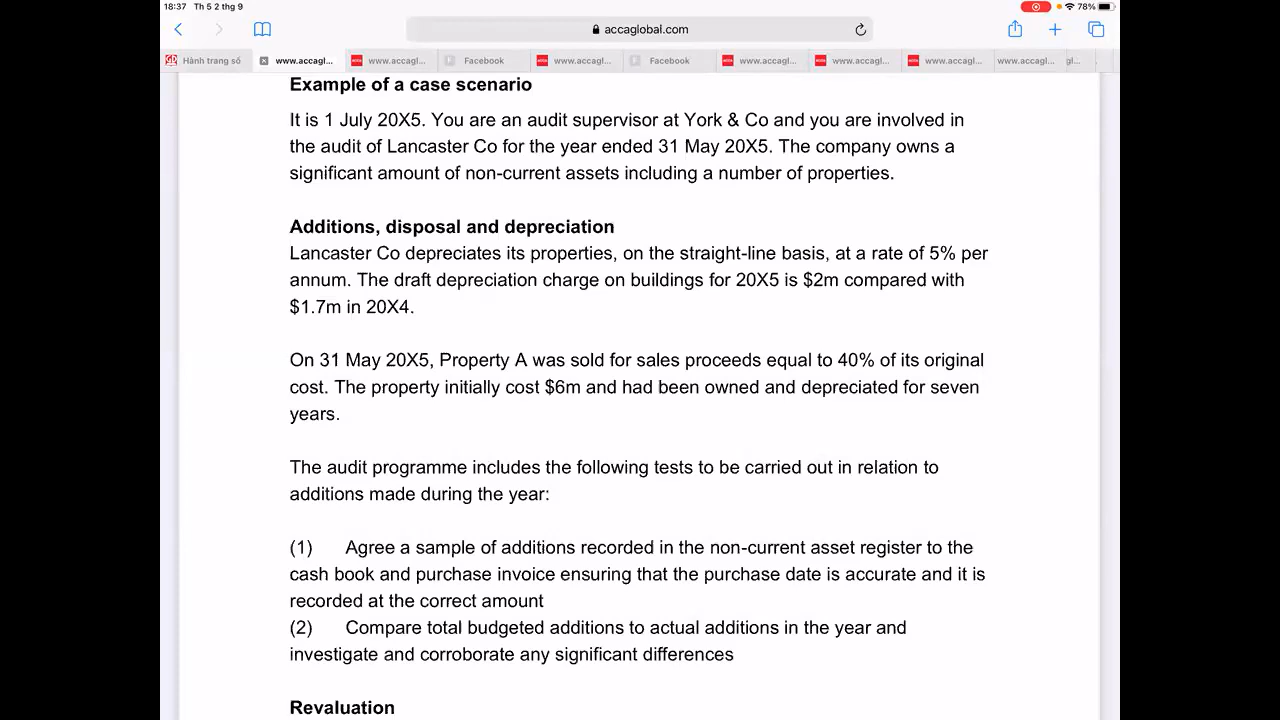 18:37 Th 5 2 thg 9 78%
accaglobal.com
Hành trang số www.accagl... www.accagl... Facebook www.accagl... Facebook www.accagl... www.accagl... www.accagl... www.accagl... gl...
Example of a case scenario
It is 1 July 20X5. You are an audit supervisor at York & Co and you are involved in
the audit of Lancaster Co for the year ended 31 May 20X5. The company owns a
significant amount of non-current assets including a number of properties.
Additions, disposal and depreciation
Lancaster Co depreciates its properties, on the straight-line basis, at a rate of 5% per
annum. The draft depreciation charge on buildings for 20X5 is $2m compared with
$1.7m in 20X4.
On 31 May 20X5, Property A was sold for sales proceeds equal to 40% of its original
cost. The property initially cost $6m and had been owned and depreciated for seven
years.
The audit programme includes the following tests to be carried out in relation to
additions made during the year:
(1) Agree a sample of additions recorded in the non-current asset register to the
cash book and purchase invoice ensuring that the purchase date is accurate and it is
recorded at the correct amount
(2) Compare total budgeted additions to actual additions in the year and
investigate and corroborate any significant differences
Revaluation